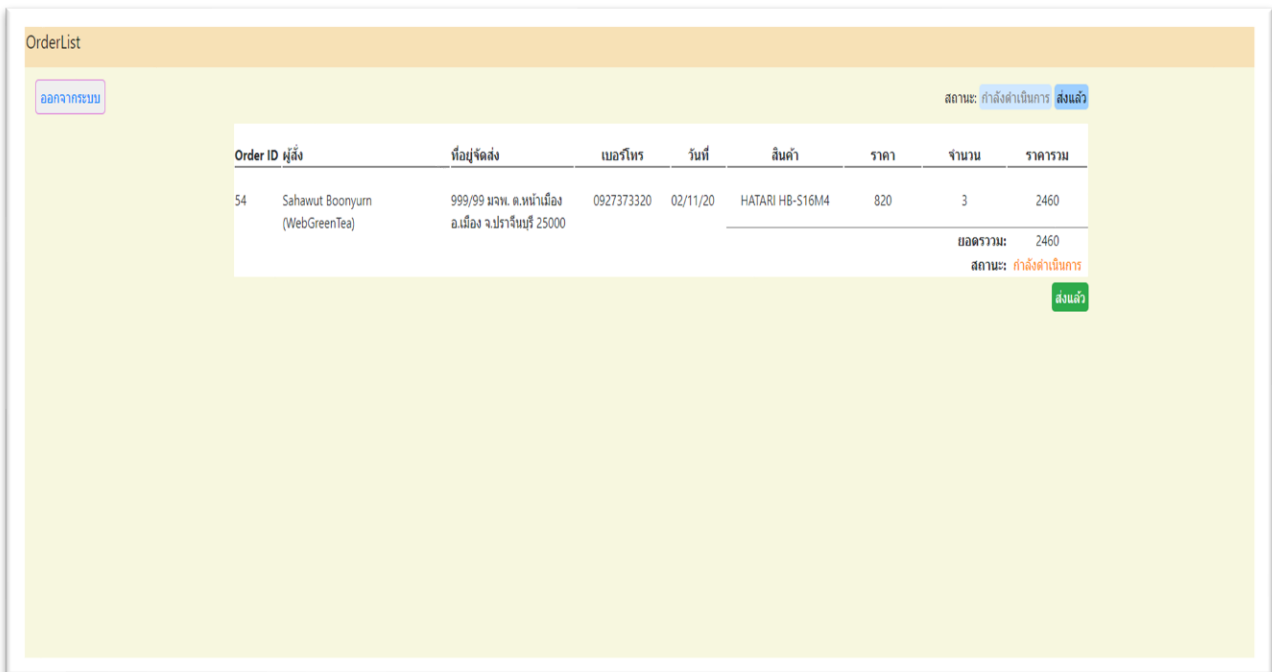 OrderList
ออกจากระบบ
สถานะ: กำลังดำเนินการ ส่งแล้ว
Order ID ผู้สั่ง ที่อยู่จัดส่ง เบอร์โทร วันที่ สินค้า ราคา จำนวน ราคารวม
54 Sahawut Boonyurn 999/99 มจพ. ต.หน้าเมือง 0927373320 02/11/20 HATARI HB-S16M4 820 3 2460
(WebGreenTea) อ.เมือง จ.ปราจีนบุรี 25000
ยอดรววม: 2460
สถานะ: กำลังดำเนินการ
ส่งแล้ว